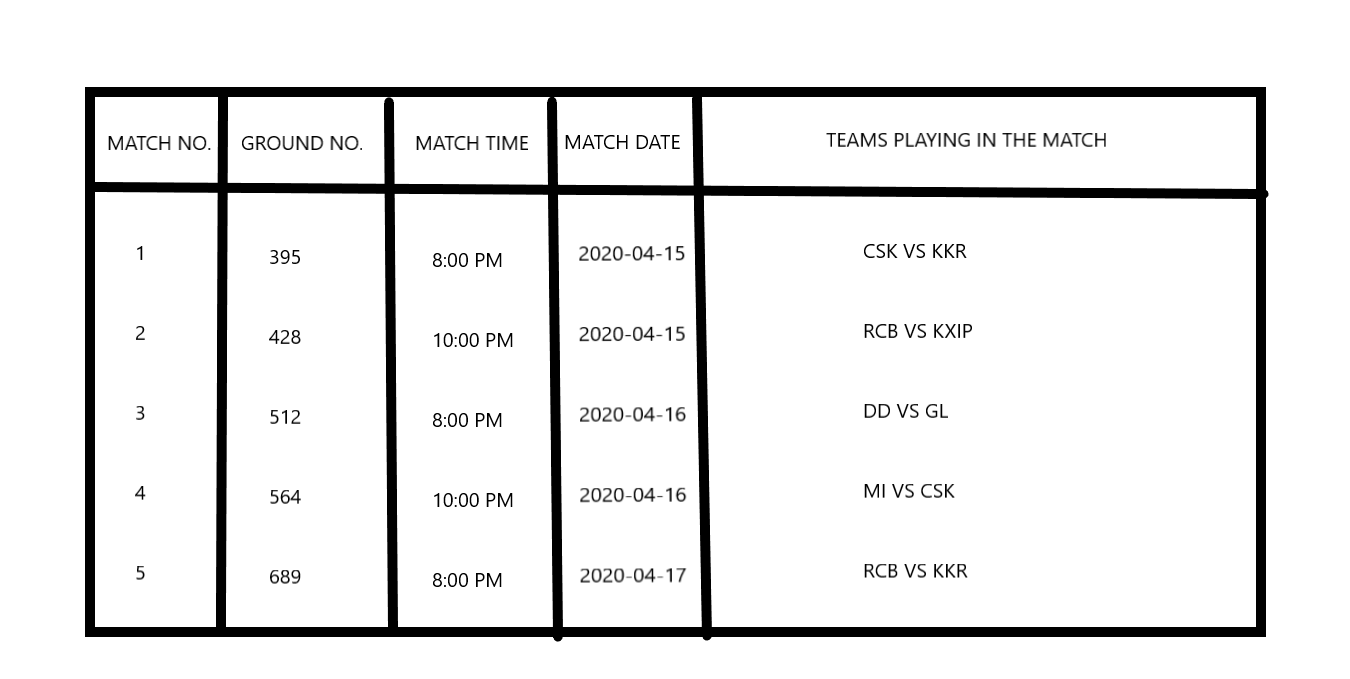 MATCH NO. GROUND NO. MATCH TIME MATCH DATE TEAMS PLAYING IN THE MATCH
1 395 8:00 PM 2020-04-15 CSK VS KKR
2 428 10:00 PM 2020-04-15 RCB VS KXIP
3 512 8:00 PM 2020-04-16 DD VS GL
4 564 10:00 PM 2020-04-16 MI VS CSK
5 689 8:00 PM 2020-04-17 RCB VS KKR